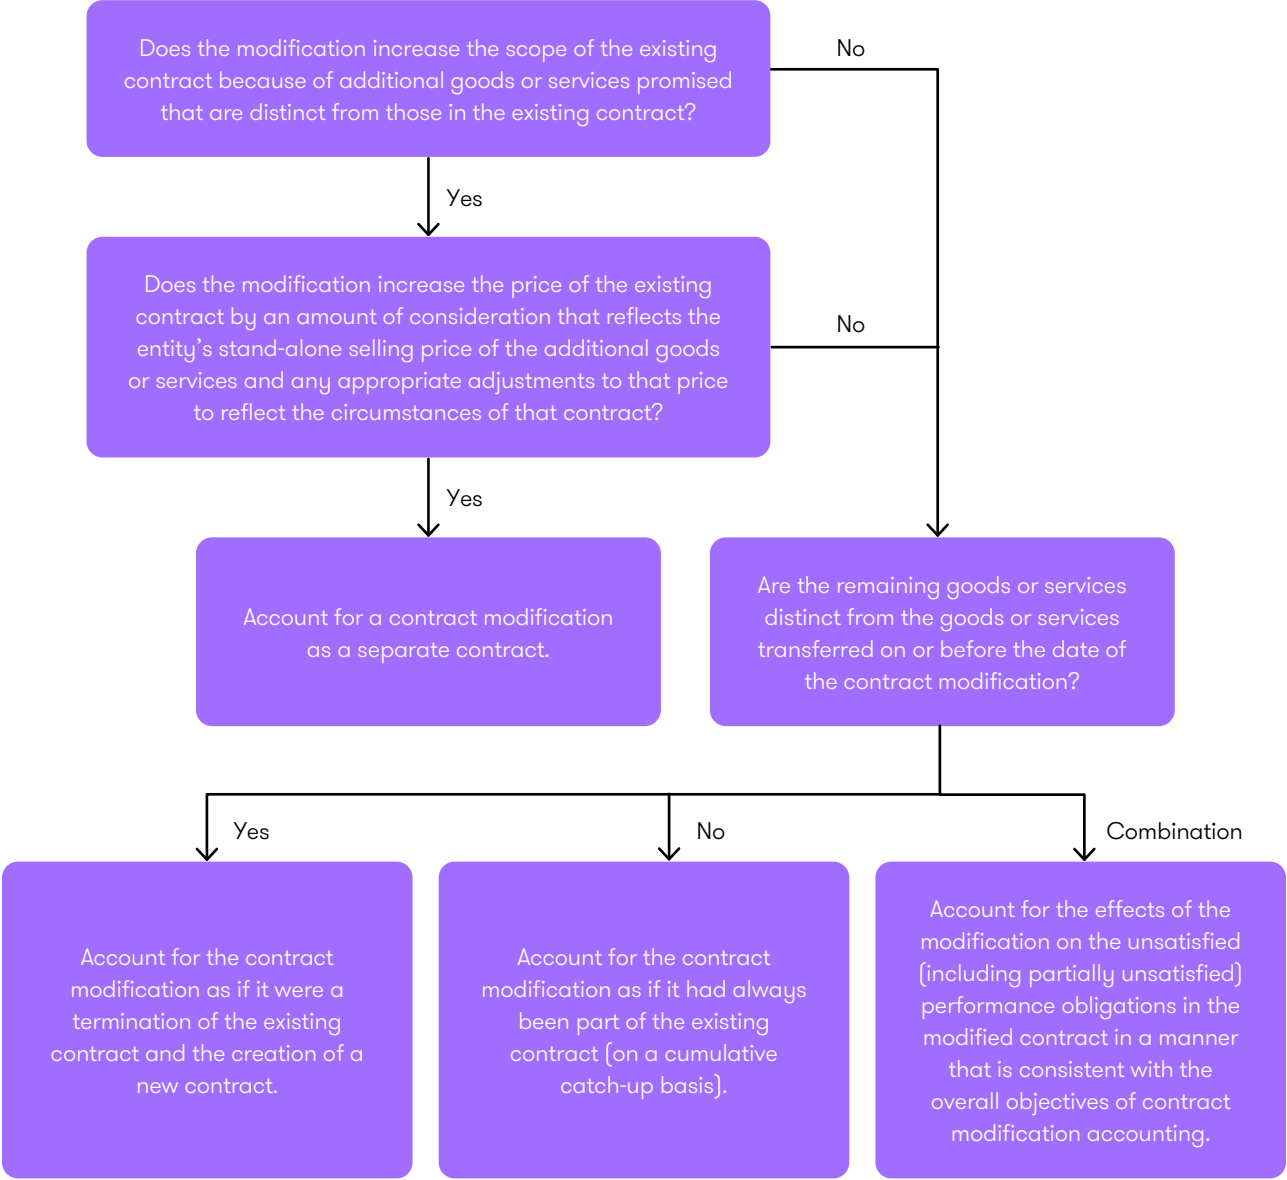 Does the modification increase the scope of the existing
contract because of additional goods or services promised
that are distinct from those in the existing contract?
No
Yes
Does the modification increase the price of the existing
contract by an amount of consideration that reflects the
entity’s stand-alone selling price of the additional goods
or services and any appropriate adjustments to that price
to reflect the circumstances of that contract?
No
Yes
Account for a contract modification
as a separate contract.
Are the remaining goods or services
distinct from the goods or services
transferred on or before the date of
the contract modification?
Yes
No
Combination
Account for the contract
modification as if it were a
termination of the existing
contract and the creation of a
new contract.
Account for the contract
modification as if it had always
been part of the existing
contract (on a cumulative
catch-up basis).
Account for the effects of the
modification on the unsatisfied
(including partially unsatisfied)
performance obligations in the
modified contract in a manner
that is consistent with the
overall objectives of contract
modification accounting.